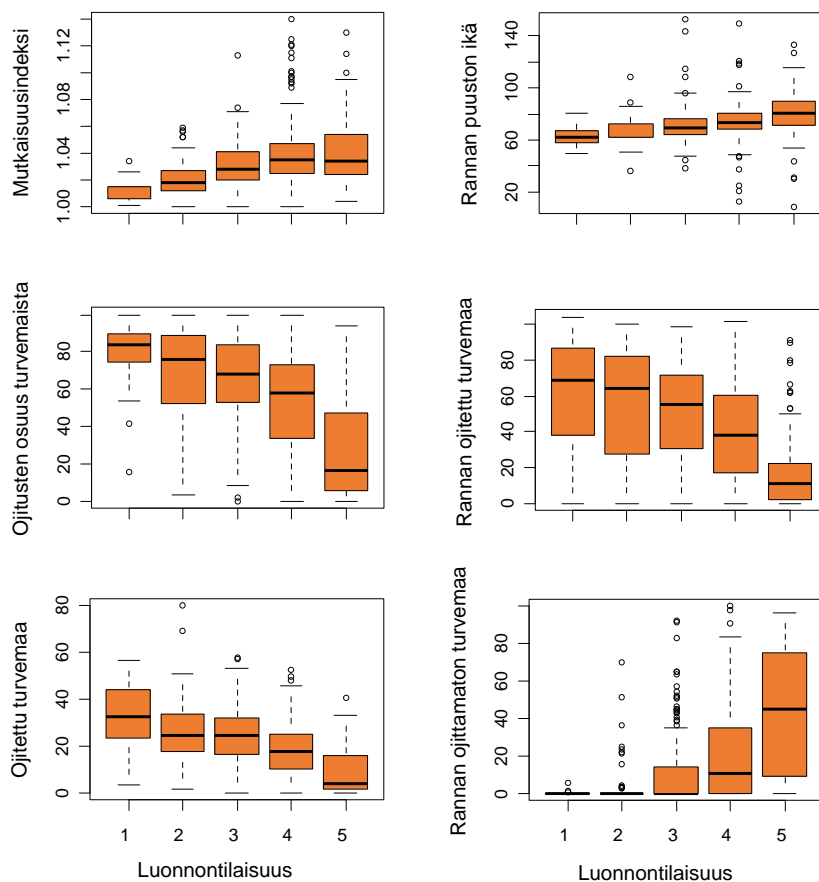 Mutkaisuusindeksi
1.12
1.08
1.04
1.00
Rannan puuston ikä
140
100
80
60
20
Ojitusten osuus turvemaista
80
60
40
20
0
Rannan ojitettu turvemaa
80
60
40
20
0
Ojitettu turvemaa
80
60
40
20
0
1 2 3 4 5
Luonnontilaisuus
Rannan ojittamaton turvemaa
80
60
40
20
0
1 2 3 4 5
Luonnontilaisuus